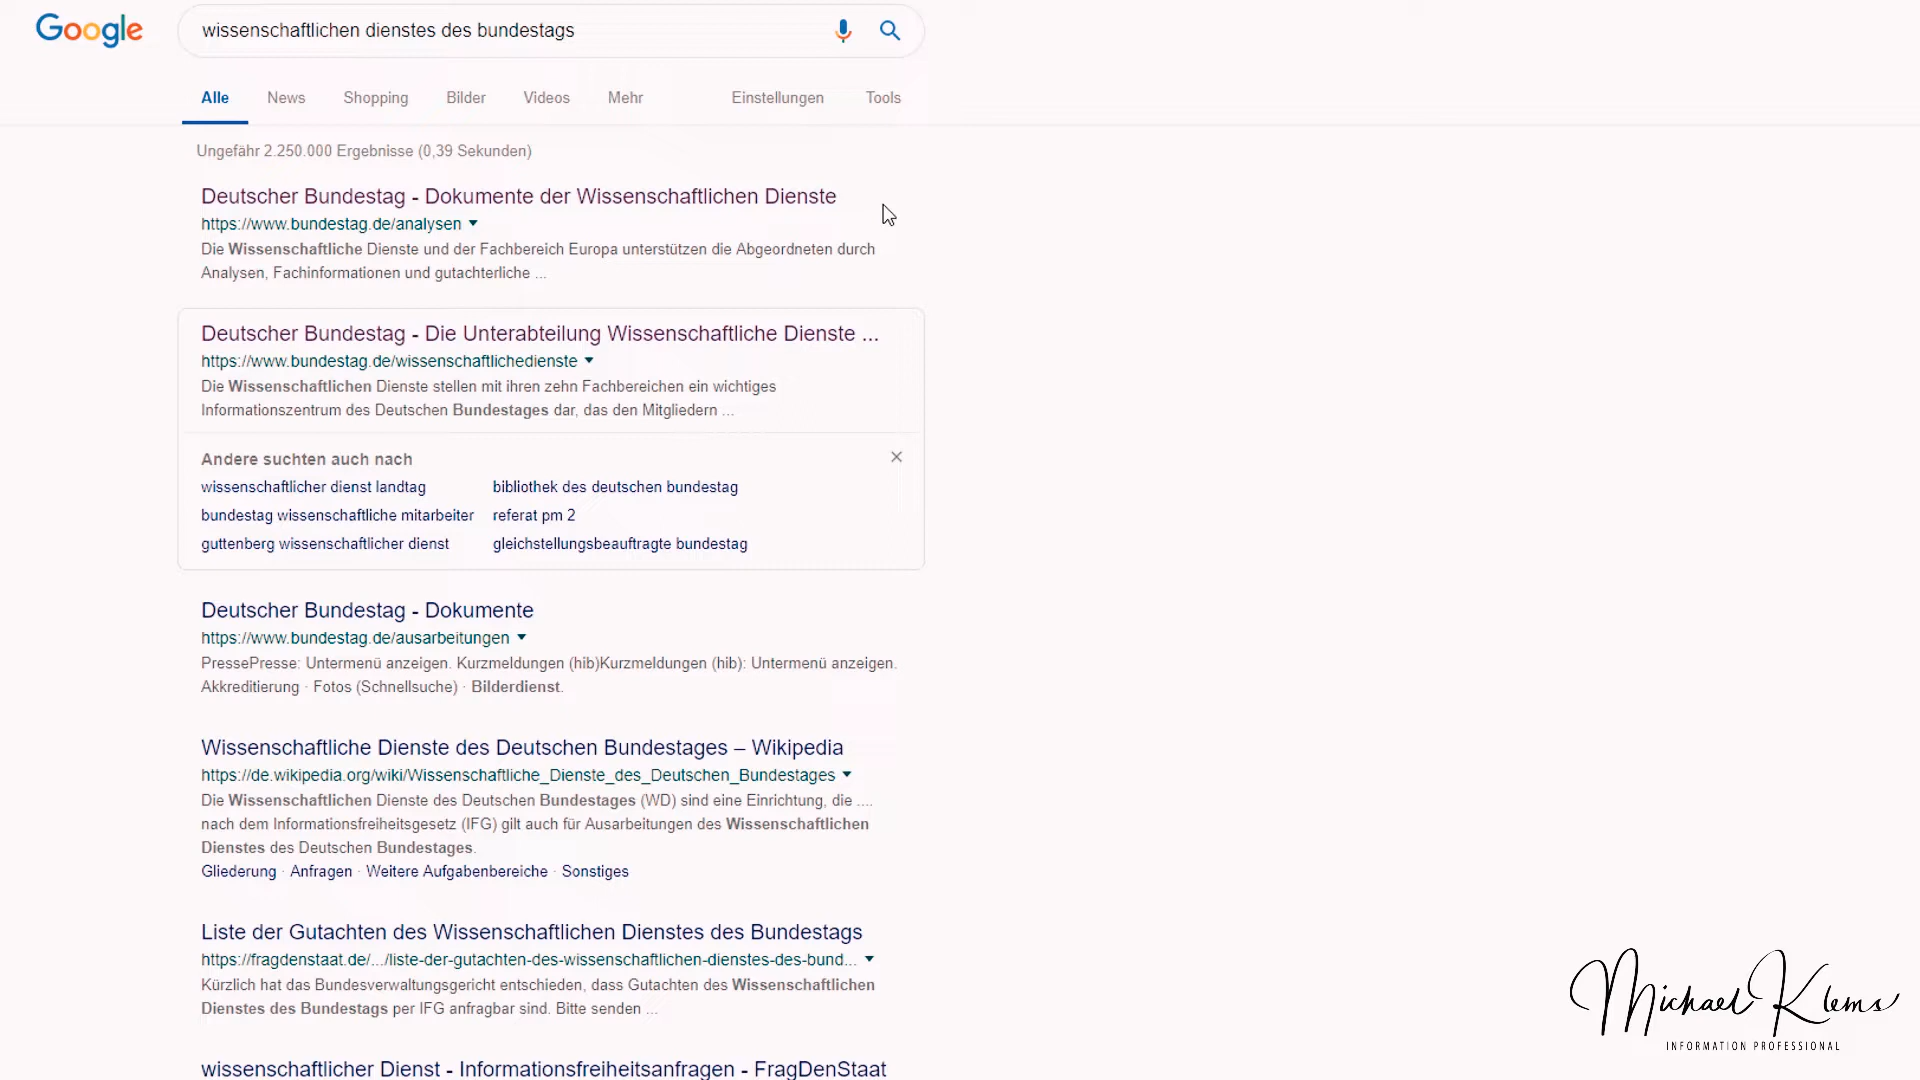 Google
wissenschaftlichen dienstes des bundestags
Alle News Shopping Bilder Videos Mehr Einstellungen Tools
Ungefähr 2.250.000 Ergebnisse (0,39 Sekunden)
Deutscher Bundestag - Dokumente der Wissenschaftlichen Dienste
https://www.bundestag.de/analysen
Die Wissenschaftliche Dienste und der Fachbereich Europa unterstützen die Abgeordneten durch
Analysen, Fachinformationen und gutachterliche ...
Deutscher Bundestag - Die Unterabteilung Wissenschaftliche Dienste ...
https://www.bundestag.de/wissenschaftlichedienste
Die Wissenschaftlichen Dienste stellen mit ihren zehn Fachbereichen ein wichtiges
Informationszentrum des Deutschen Bundestages dar, das den Mitgliedern ...
Andere suchten auch nach
wissenschaftlicher dienst landtag bibliothek des deutschen bundestag
bundestag wissenschaftliche mitarbeiter referat pm 2
guttenberg wissenschaftlicher dienst gleichstellungsbeauftragte bundestag
Deutscher Bundestag - Dokumente
https://www.bundestag.de/ausarbeitungen
PressePresse: Untermenü anzeigen. Kurzmeldungen (hib)Kurzmeldungen (hib): Untermenü anzeigen.
Akkreditierung · Fotos (Schnellsuche) · Bilderdienst.
Wissenschaftliche Dienste des Deutschen Bundestages – Wikipedia
https://de.wikipedia.org/wiki/Wissenschaftliche_Dienste_des_Deutschen_Bundestages
Die Wissenschaftlichen Dienste des Deutschen Bundestages (WD) sind eine Einrichtung, die ....
nach dem Informationsfreiheitsgesetz (IFG) gilt auch für Ausarbeitungen des Wissenschaftlichen
Dienstes des Deutschen Bundestages.
Gliederung · Anfragen · Weitere Aufgabenbereiche · Sonstiges
Liste der Gutachten des Wissenschaftlichen Dienstes des Bundestags
https://fragdenstaat.de/.../liste-der-gutachten-des-wissenschaftlichen-dienstes-des-bund...
Kürzlich hat das Bundesverwaltungsgericht entschieden, dass Gutachten des Wissenschaftlichen
Dienstes des Bundestags per IFG anfragbar sind. Bitte senden ...
wissenschaftlicher Dienst - Informationsfreiheitsanfragen - FragDenStaat
Michael Klems
INFORMATION PROFESSIONAL